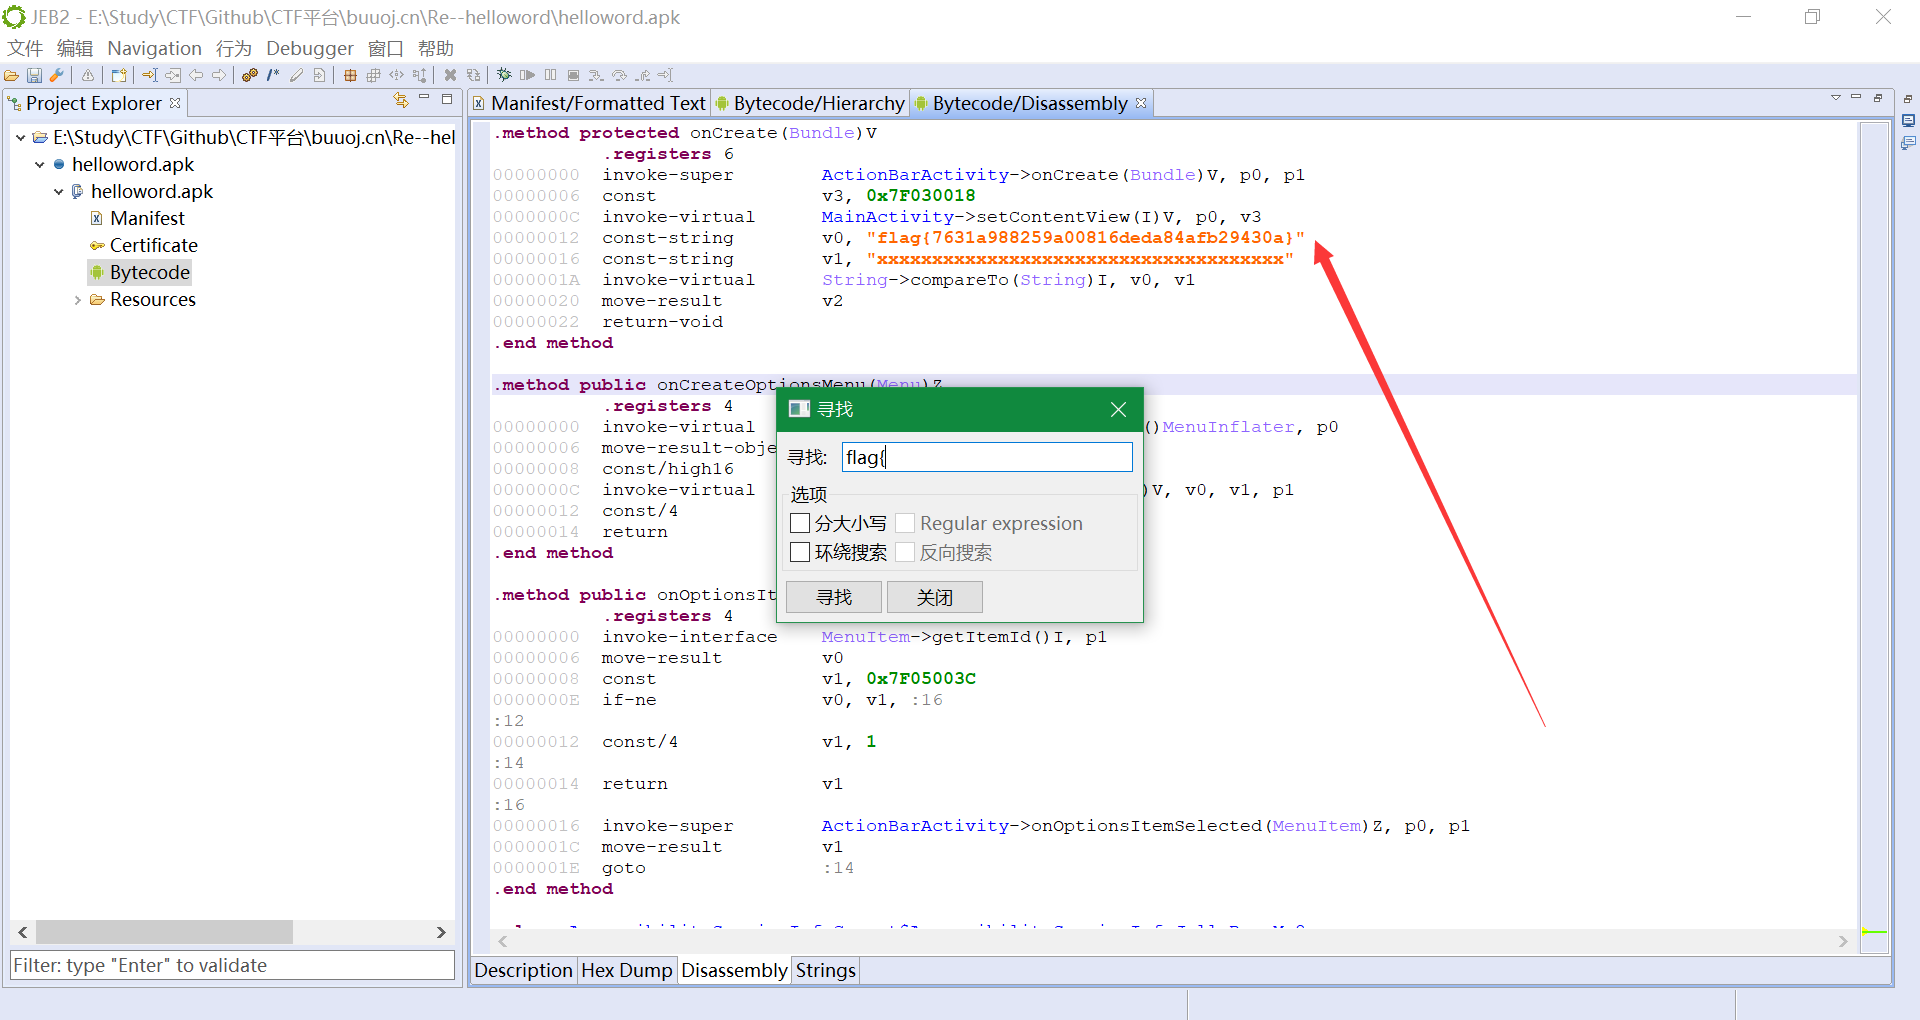 JEB2 - E:\Study\CTF\Github\CTF平台\buuoj.cn\Re--helloword\helloword.apk
文件 编辑 Navigation 行为 Debugger 窗口 帮助
Project Explorer
E:\Study\CTF\Github\CTF平台\buuoj.cn\Re--hel
helloword.apk
helloword.apk
Manifest
Certificate
Bytecode
Resources
Filter: type "Enter" to validate
Manifest/Formatted Text Bytecode/Hierarchy Bytecode/Disassembly
.method protected onCreate(Bundle)V
.registers 6
00000000 invoke-super ActionBarActivity->onCreate(Bundle)V, p0, p1
00000006 const v3, 0x7F030018
0000000C invoke-virtual MainActivity->setContentView(I)V, p0, v3
00000012 const-string v0, "flag{7631a988259a00816deda84afb29430a}"
00000016 const-string v1, "xxxxxxxxxxxxxxxxxxxxxxxxxxxxxxxxxxxxx"
0000001A invoke-virtual String->compareTo(String)I, v0, v1
00000020 move-result v2
00000022 return-void
.end method
.method public onCreateOptionsMenu(Menu)Z
.registers 4
00000000 invoke-virtual ()MenuInflater, p0
00000006 move-result-obje
00000008 const/high16
0000000C invoke-virtual )V, v0, v1, p1
00000012 const/4
00000014 return
.end method
.method public onOptionsIt
.registers 4
00000000 invoke-interface MenuItem->getItemId()I, p1
00000006 move-result v0
00000008 const v1, 0x7F05003C
0000000E if-ne v0, v1, :16
:12
00000012 const/4 v1, 1
:14
00000014 return v1
:16
00000016 invoke-super ActionBarActivity->onOptionsItemSelected(MenuItem)Z, p0, p1
0000001C move-result v1
0000001E goto :14
.end method
寻找
寻找: flag{
选项
分大小写 Regular expression
环绕搜索 反向搜索
寻找 关闭
Description Hex Dump Disassembly Strings